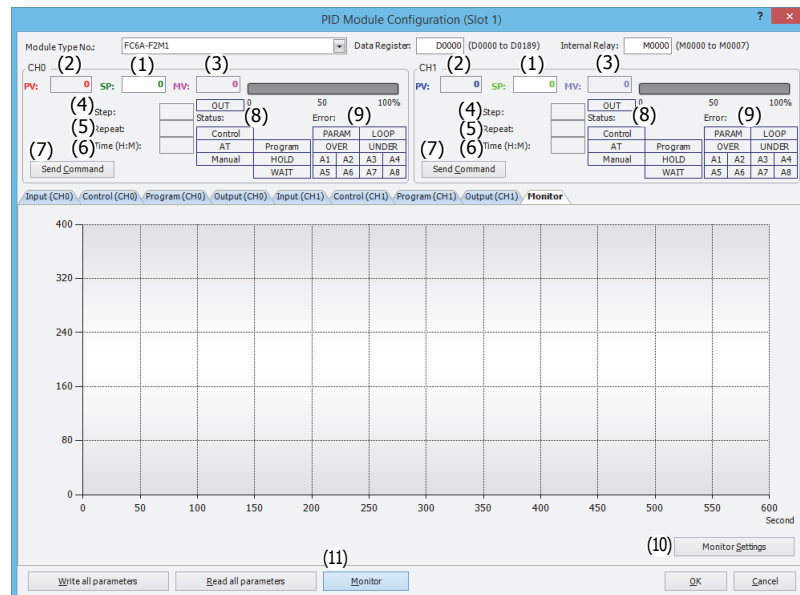 PID Module Configuration (Slot 1)
? ×
Module Type No.: FC6A-F2M1 Data Register: D0000 (D0000 to D0189) Internal Relay: M0000 (M0000 to M0007)
CH0 CH1
(2) (1) (3) (2) (1) (3)
PV: 0 SP: 0 MV: 0 PV: 0 SP: 0 MV: 0
(4) Step: OUT 0 50 100% (4) Step: OUT 0 50 100%
Status: (8) Error: (9) Status: (8) Error: (9)
(5) Repeat: Control PARAM LOOP (5) Repeat: Control PARAM LOOP
(6) Time (H:M): AT Program OVER UNDER (6) Time (H:M): AT Program OVER UNDER
(7) Manual HOLD A1 A2 A3 A4 (7) Manual HOLD A1 A2 A3 A4
Send Command WAIT A5 A6 A7 A8 Send Command WAIT A5 A6 A7 A8
Input (CH0) Control (CH0) Program (CH0) Output (CH0) Input (CH1) Control (CH1) Program (CH1) Output (CH1) Monitor
400
320
240
160
80
0
0 50 100 150 200 250 300 350 400 450 500 550 600
Second
(10) Monitor Settings
(11)
Write all parameters Read all parameters Monitor OK Cancel